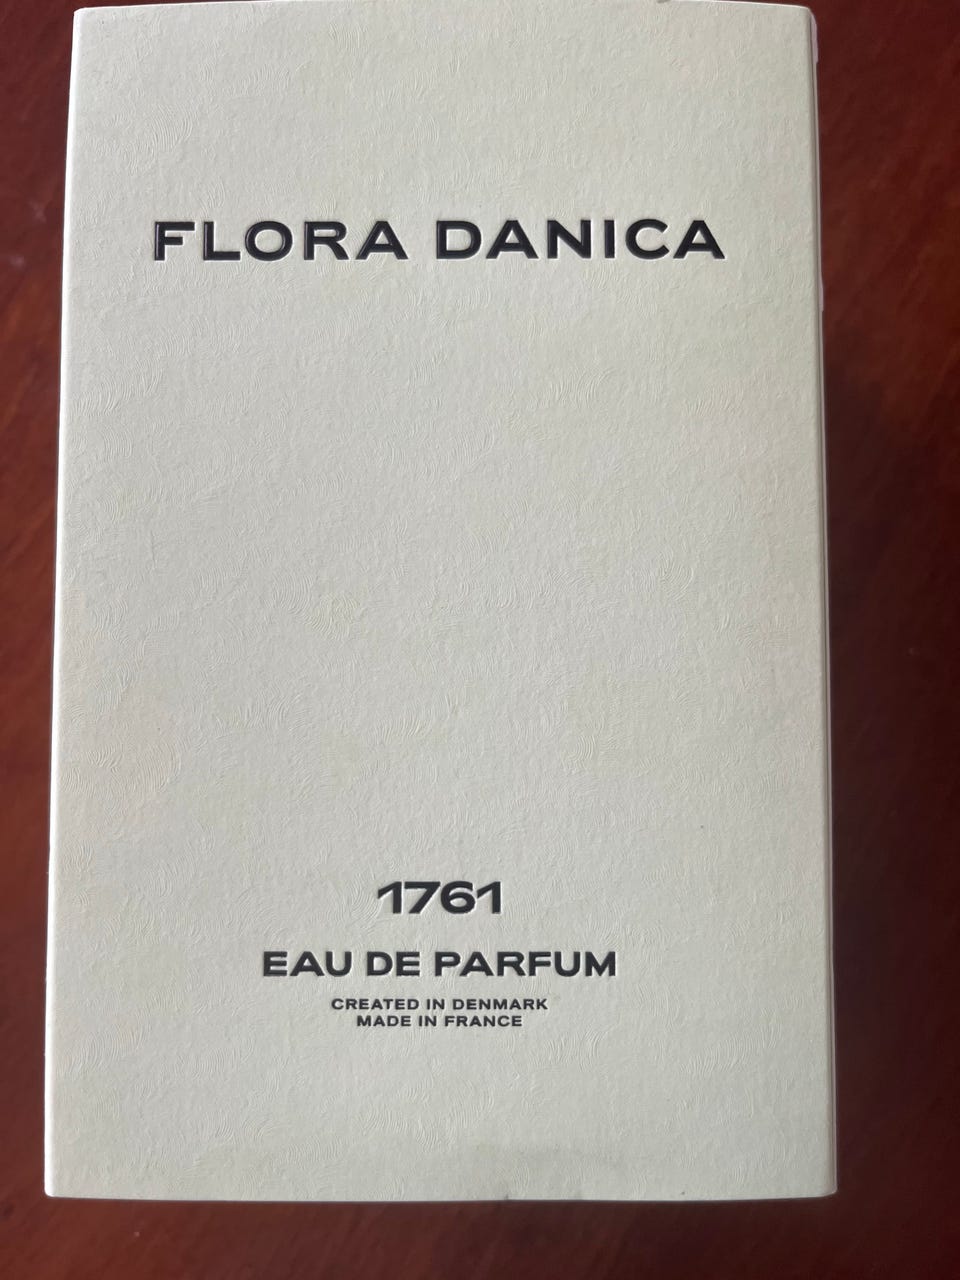 FLORA DANICA
1761
EAU DE PARFUM
CREATED IN DENMARK
MADE IN FRANCE